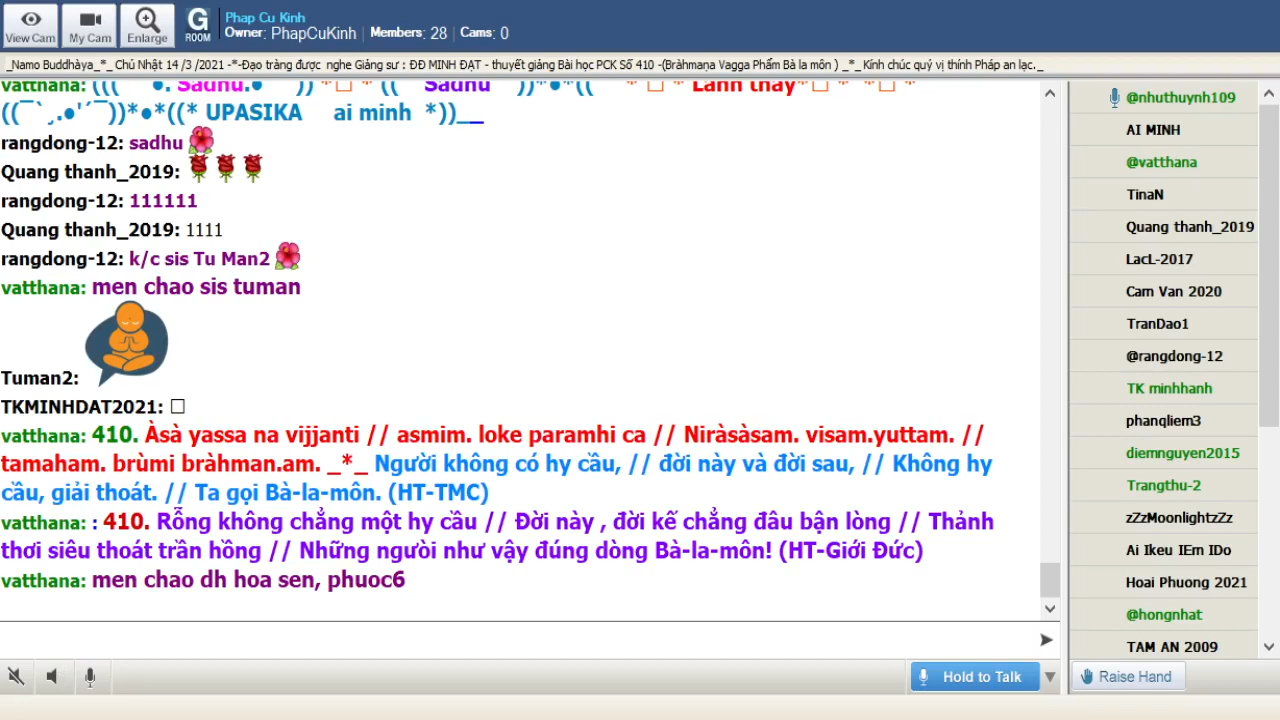 View Cam
My Cam
Enlarge
G
ROOM
Phap Cu Kinh
Owner: PhapCuKinh | Members: 28 | Cams: 0
_Namo Buddhàya_*_ Chủ Nhật 14 /3 /2021 -*-Đạo tràng được nghe Giảng sư : ĐĐ MINH ĐẠT - thuyết giảng Bài học PCK Số 410 -(Bràhmaṇa Vagga Phẩm Bà la môn ) _*_ Kính chúc quý vị thính Pháp an lạc._
vatthana: (((¯`●. Sadhu.●´¯)) *□ * ((¯`Sadhu´¯))*●*((¯` * □ * Lành thay*□ * *□ *
((¯`¸.●'´¯))*●*((* UPASIKA ai minh *))_ _
rangdong-12: sadhu
Quang thanh_2019:
rangdong-12: 111111
Quang thanh_2019: 1111
rangdong-12: k/c sis Tu Man2
vatthana: men chao sis tuman
Tuman2:
TKMINHDAT2021: □
vatthana: 410. Àsà yassa na vijjanti // asmim. loke paramhi ca // Niràsàsam. visam.yuttam. //
tamaham. brùmi bràhman.am. _*_ Người không có hy cầu, // đời này và đời sau, // Không hy
cầu, giải thoát. // Ta gọi Bà-la-môn. (HT-TMC)
vatthana: : 410. Rỗng không chẳng một hy cầu // Đời này , đời kế chẳng đâu bận lòng // Thảnh
thơi siêu thoát trần hồng // Những ngưòi như vậy đúng dòng Bà-la-môn! (HT-Giới Đức)
vatthana: men chao dh hoa sen, phuoc6
@nhuthuynh109
AI MINH
@vatthana
TinaN
Quang thanh_2019
LacL-2017
Cam Van 2020
TranDao1
@rangdong-12
TK minhhanh
phanqliem3
diemnguyen2015
Trangthu-2
zZzMoonlightzZz
Ai Ikeu IEm IDo
Hoai Phuong 2021
@hongnhat
TAM AN 2009
Hold to Talk
Raise Hand